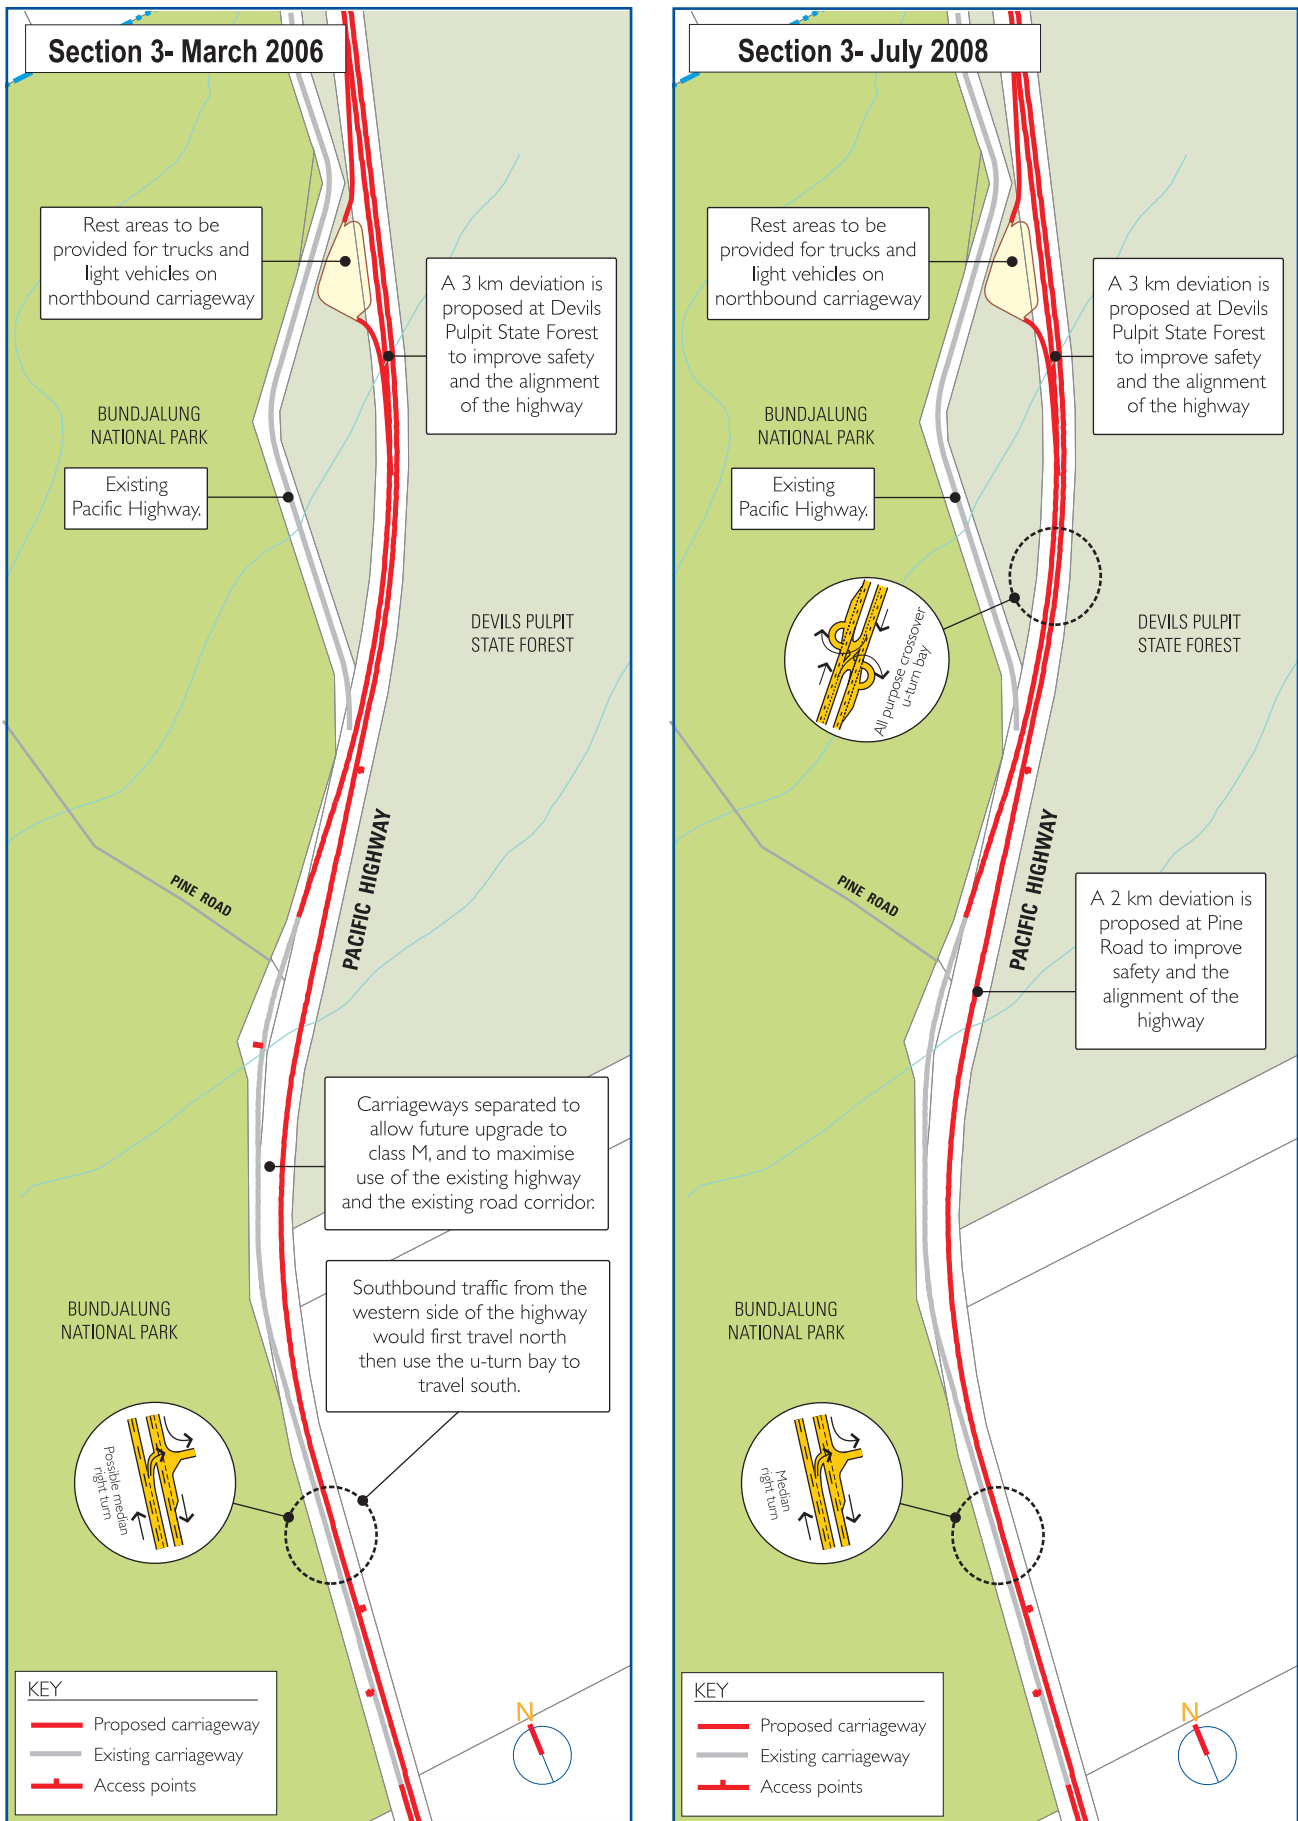 Section 3- March 2006
Rest areas to be
provided for trucks and
light vehicles on
northbound carriageway
A 3 km deviation is
proposed at Devils
Pulpit State Forest
to improve safety
and the alignment
of the highway
BUNDJALUNG
NATIONAL PARK
Existing
Pacific Highway.
DEVILS PULPIT
STATE FOREST
PINE ROAD
PACIFIC HIGHWAY
Carriageways separated to
allow future upgrade to
class M, and to maximise
use of the existing highway
and the existing road corridor.
Southbound traffic from the
western side of the highway
would first travel north
then use the u-turn bay to
travel south.
BUNDJALUNG
NATIONAL PARK
Possible median
right turn
KEY
Proposed carriageway
Existing carriageway
Access points
N
Section 3- July 2008
Rest areas to be
provided for trucks and
light vehicles on
northbound carriageway
A 3 km deviation is
proposed at Devils
Pulpit State Forest
to improve safety
and the alignment
of the highway
BUNDJALUNG
NATIONAL PARK
Existing
Pacific Highway.
All purpose crossover
u-turn bay
DEVILS PULPIT
STATE FOREST
PINE ROAD
PACIFIC HIGHWAY
A 2 km deviation is
proposed at Pine
Road to improve
safety and the
alignment of the
highway
BUNDJALUNG
NATIONAL PARK
Median
right turn
KEY
Proposed carriageway
Existing carriageway
Access points
N